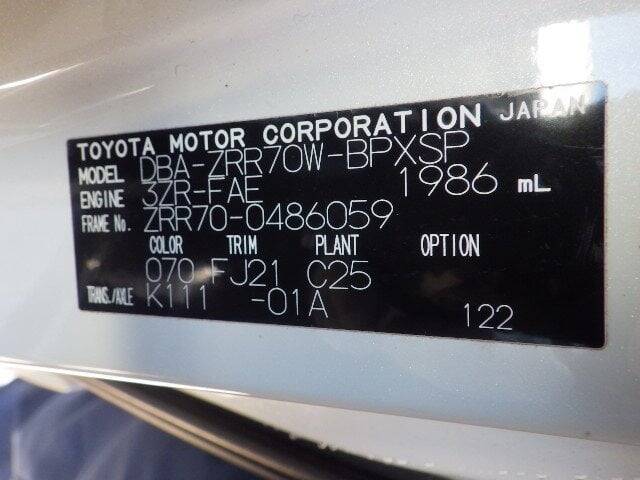 TOYOTA MOTOR CORPORATION JAPAN
MODEL DBA-ZRR70W-BPXSP
ENGINE 3ZR-FAE 1986 mL
FRAME No. ZRR70-0486059
COLOR TRIM PLANT OPTION
070 FJ21 C25
TRANS./AXLE K111 -01A 122